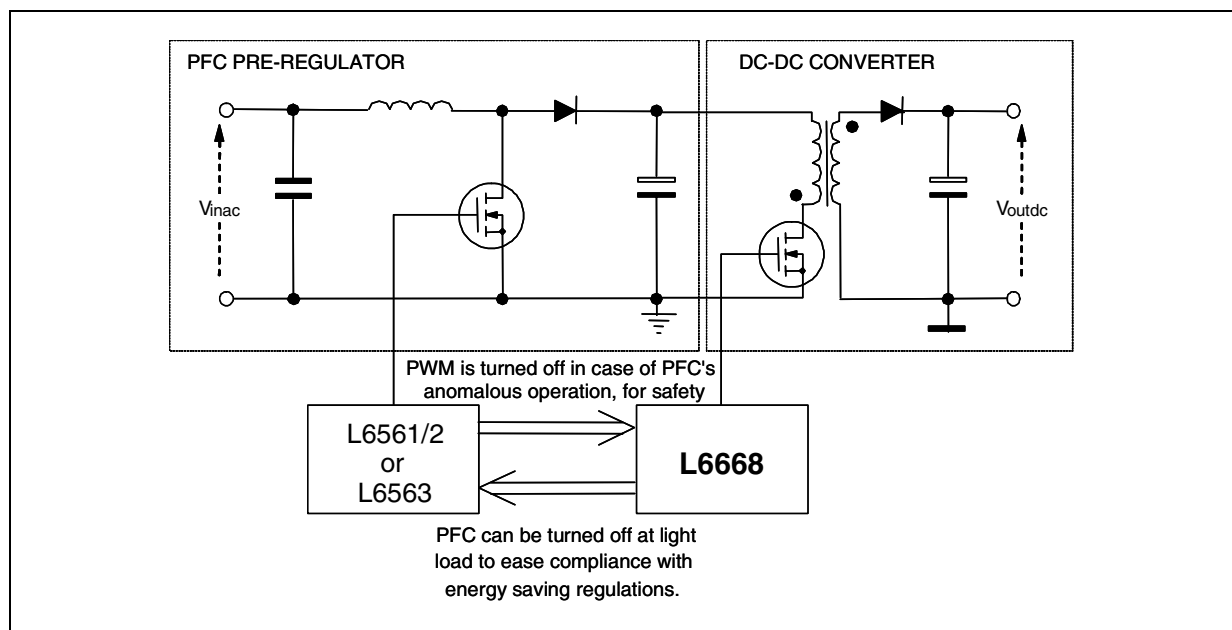 PFC PRE-REGULATOR
DC-DC CONVERTER
Vinac
Voutdc
PWM is turned off in case of PFC's
anomalous operation, for safety
L6561/2
or
L6563
L6668
PFC can be turned off at light
load to ease compliance with
energy saving regulations.